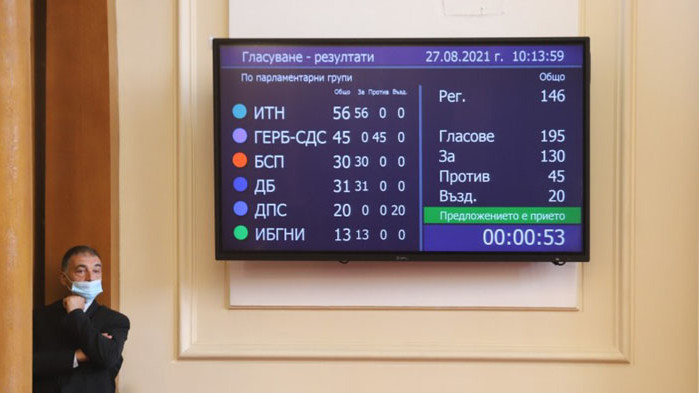 Гласуване - резултати 27.08.2021 г. 10:13:59
По парламентарни групи Общо
Общо За Против Възд.
ИТН 56 56 0 0
ГЕРБ-СДС 45 0 45 0
БСП 30 30 0 0
ДБ 31 31 0 0
ДПС 20 0 0 20
ИБГНИ 13 13 0 0
Рег. 146
Гласове 195
За 130
Против 45
Възд. 20
Предложението е прието
00:00:53